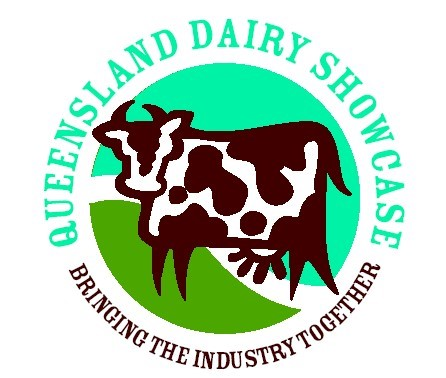 QUEENSLAND DAIRY SHOWCASE
BRINGING THE INDUSTRY TOGETHER